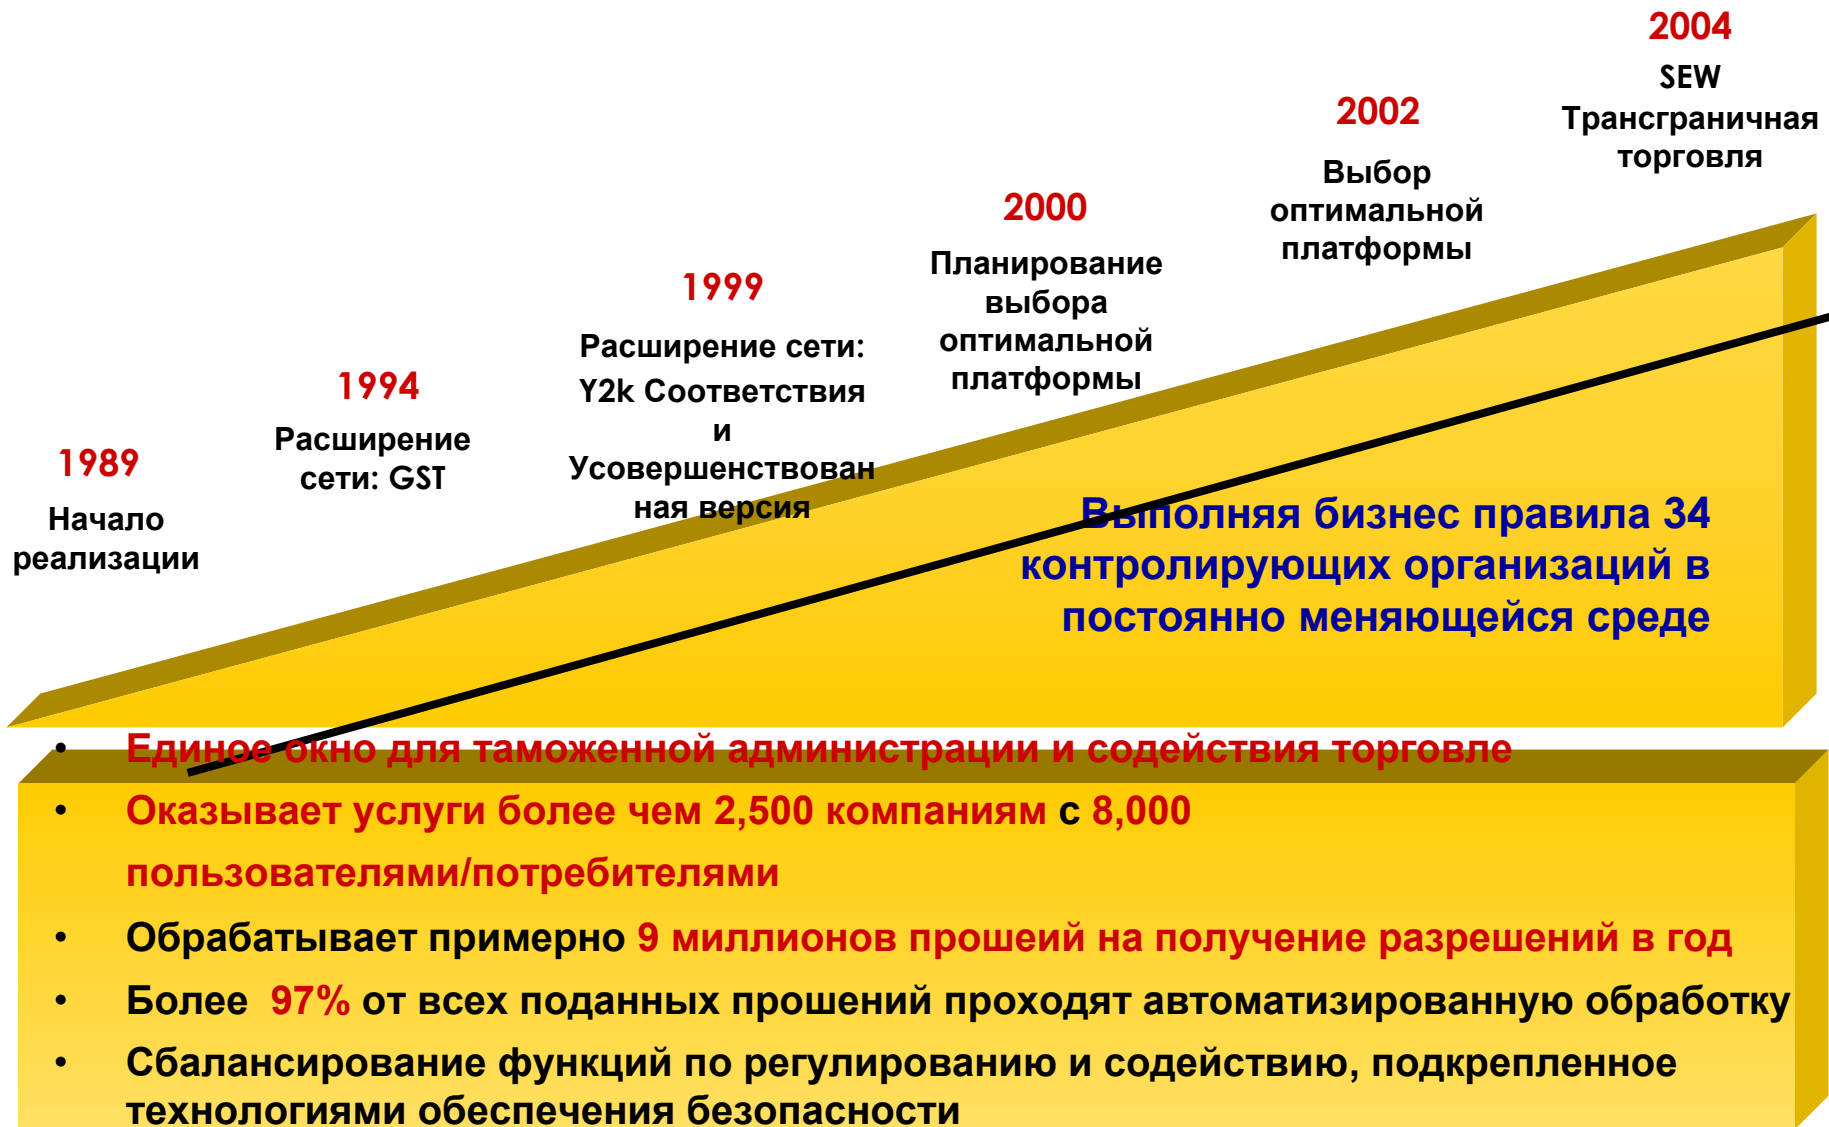 1989
Начало
реализации
1994
Расширение
сети: GST
1999
Расширение сети:
Y2k Соответствия
и
Усовершенствован
ная версия
2000
Планирование
выбора
оптимальной
платформы
2002
Выбор
оптимальной
платформы
2004
SEW
Трансграничная
торговля
Выполняя бизнес правила 34
контролирующих организаций в
постоянно меняющейся среде
• Единое окно для таможенной администрации и содействия торговле
• Оказывает услуги более чем 2,500 компаниям с 8,000
пользователями/потребителями
• Обрабатывает примерно 9 миллионов прошеий на получение разрешений в год
• Более 97% от всех поданных прошений проходят автоматизированную обработку
• Сбалансирование функций по регулированию и содействию, подкрепленное
технологиями обеспечения безопасности